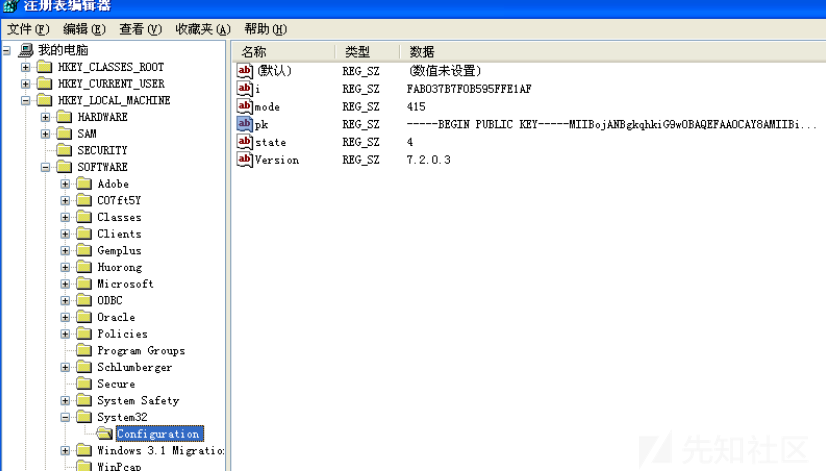 注册表编辑器
文件(F) 编辑(E) 查看(V) 收藏夹(A) 帮助(H)
我的电脑
HKEY_CLASSES_ROOT
HKEY_CURRENT_USER
HKEY_LOCAL_MACHINE
HARDWARE
SAM
SECURITY
SOFTWARE
Adobe
CO7ft5Y
Classes
Clients
Gemplus
Huorong
Microsoft
ODBC
Oracle
Policies
Program Groups
Schlumberger
Secure
System Safety
System32
Configuration
Windows 3.1 Migratio
WinPcap
名称 类型 数据
(默认) REG_SZ (数值未设置)
i REG_SZ FAB037B7F0B595FFE1AF
mode REG_SZ 415
pk REG_SZ -----BEGIN PUBLIC KEY-----MIIBojANBgkqhkiG9w0BAQEFAAOCAY8AMIIBi...
state REG_SZ 4
Version REG_SZ 7.2.0.3
先知社区